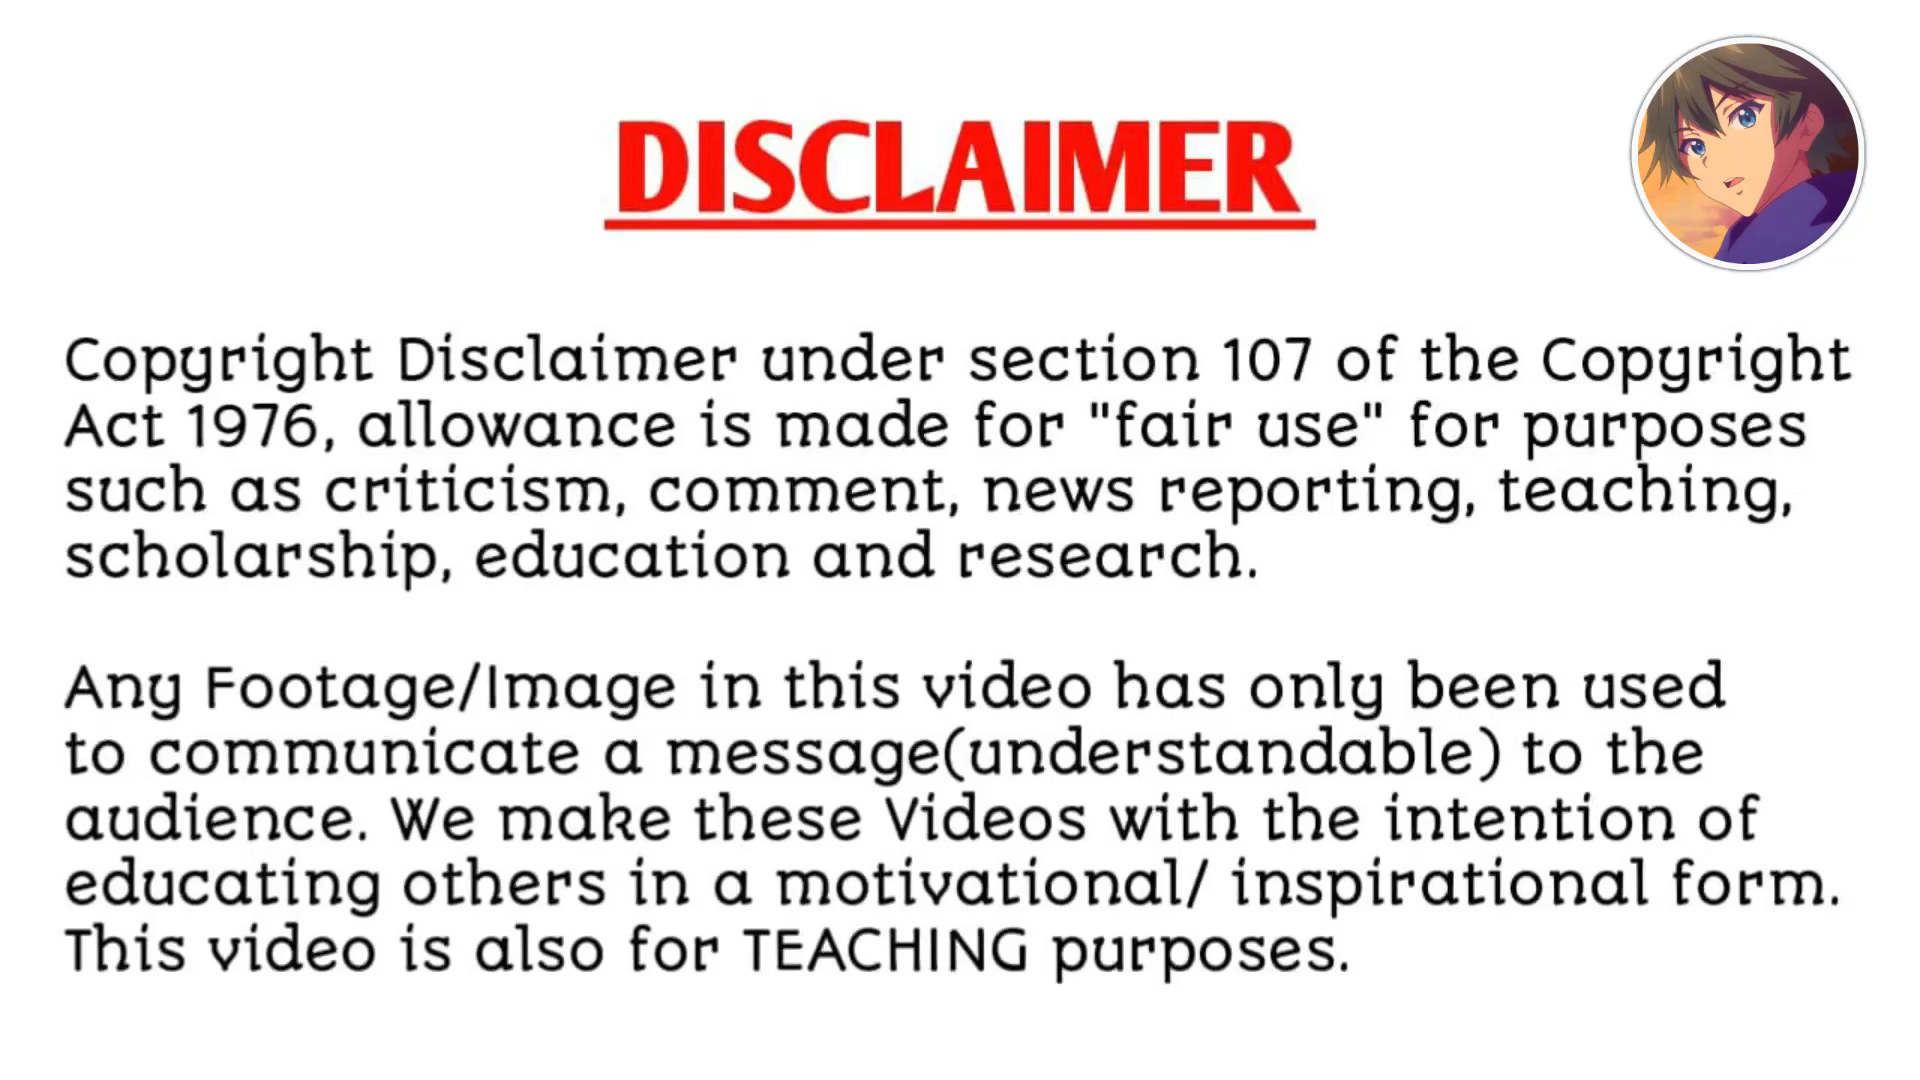 DISCLAIMER
Copyright Disclaimer under section 107 of the Copyright
Act 1976, allowance is made for "fair use" for purposes
such as criticism, comment, news reporting, teaching,
scholarship, education and research.
Any Footage/Image in this video has only been used
to communicate a message(understandable) to the
audience. We make these Videos with the intention of
educating others in a motivational/ inspirational form.
This video is also for TEACHING purposes.